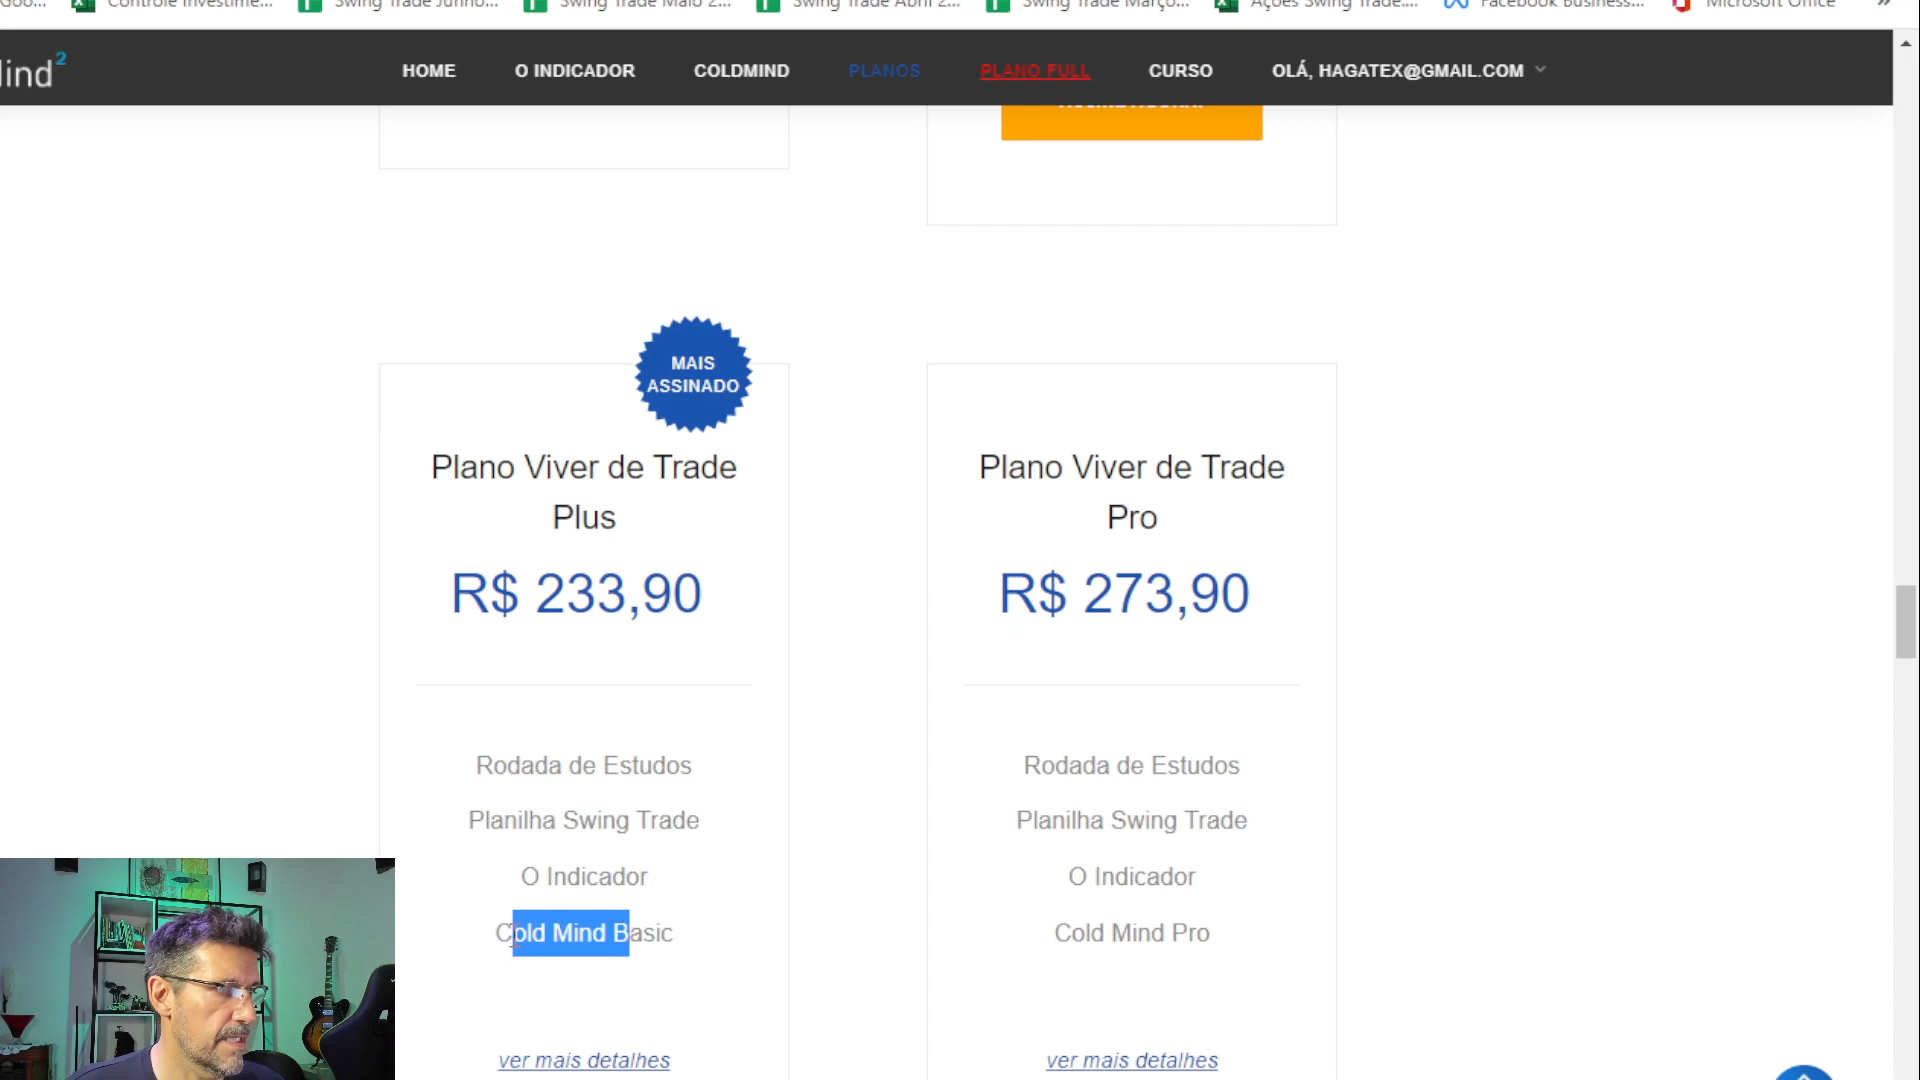 Goo...
Controle Investime...
Swing Trade Junho...
Swing Trade Maio 2...
Swing Trade Abril 2...
Swing Trade Março...
Ações Swing Trade....
Facebook Business...
Microsoft Office
lind²
HOME
O INDICADOR
COLDMIND
PLANOS
PLANO FULL
CURSO
OLÁ, HAGATEX@GMAIL.COM
MAIS
ASSINADO
Plano Viver de Trade
Plus
R$ 233,90
Rodada de Estudos
Planilha Swing Trade
O Indicador
Cold Mind Basic
ver mais detalhes
Plano Viver de Trade
Pro
R$ 273,90
Rodada de Estudos
Planilha Swing Trade
O Indicador
Cold Mind Pro
ver mais detalhes